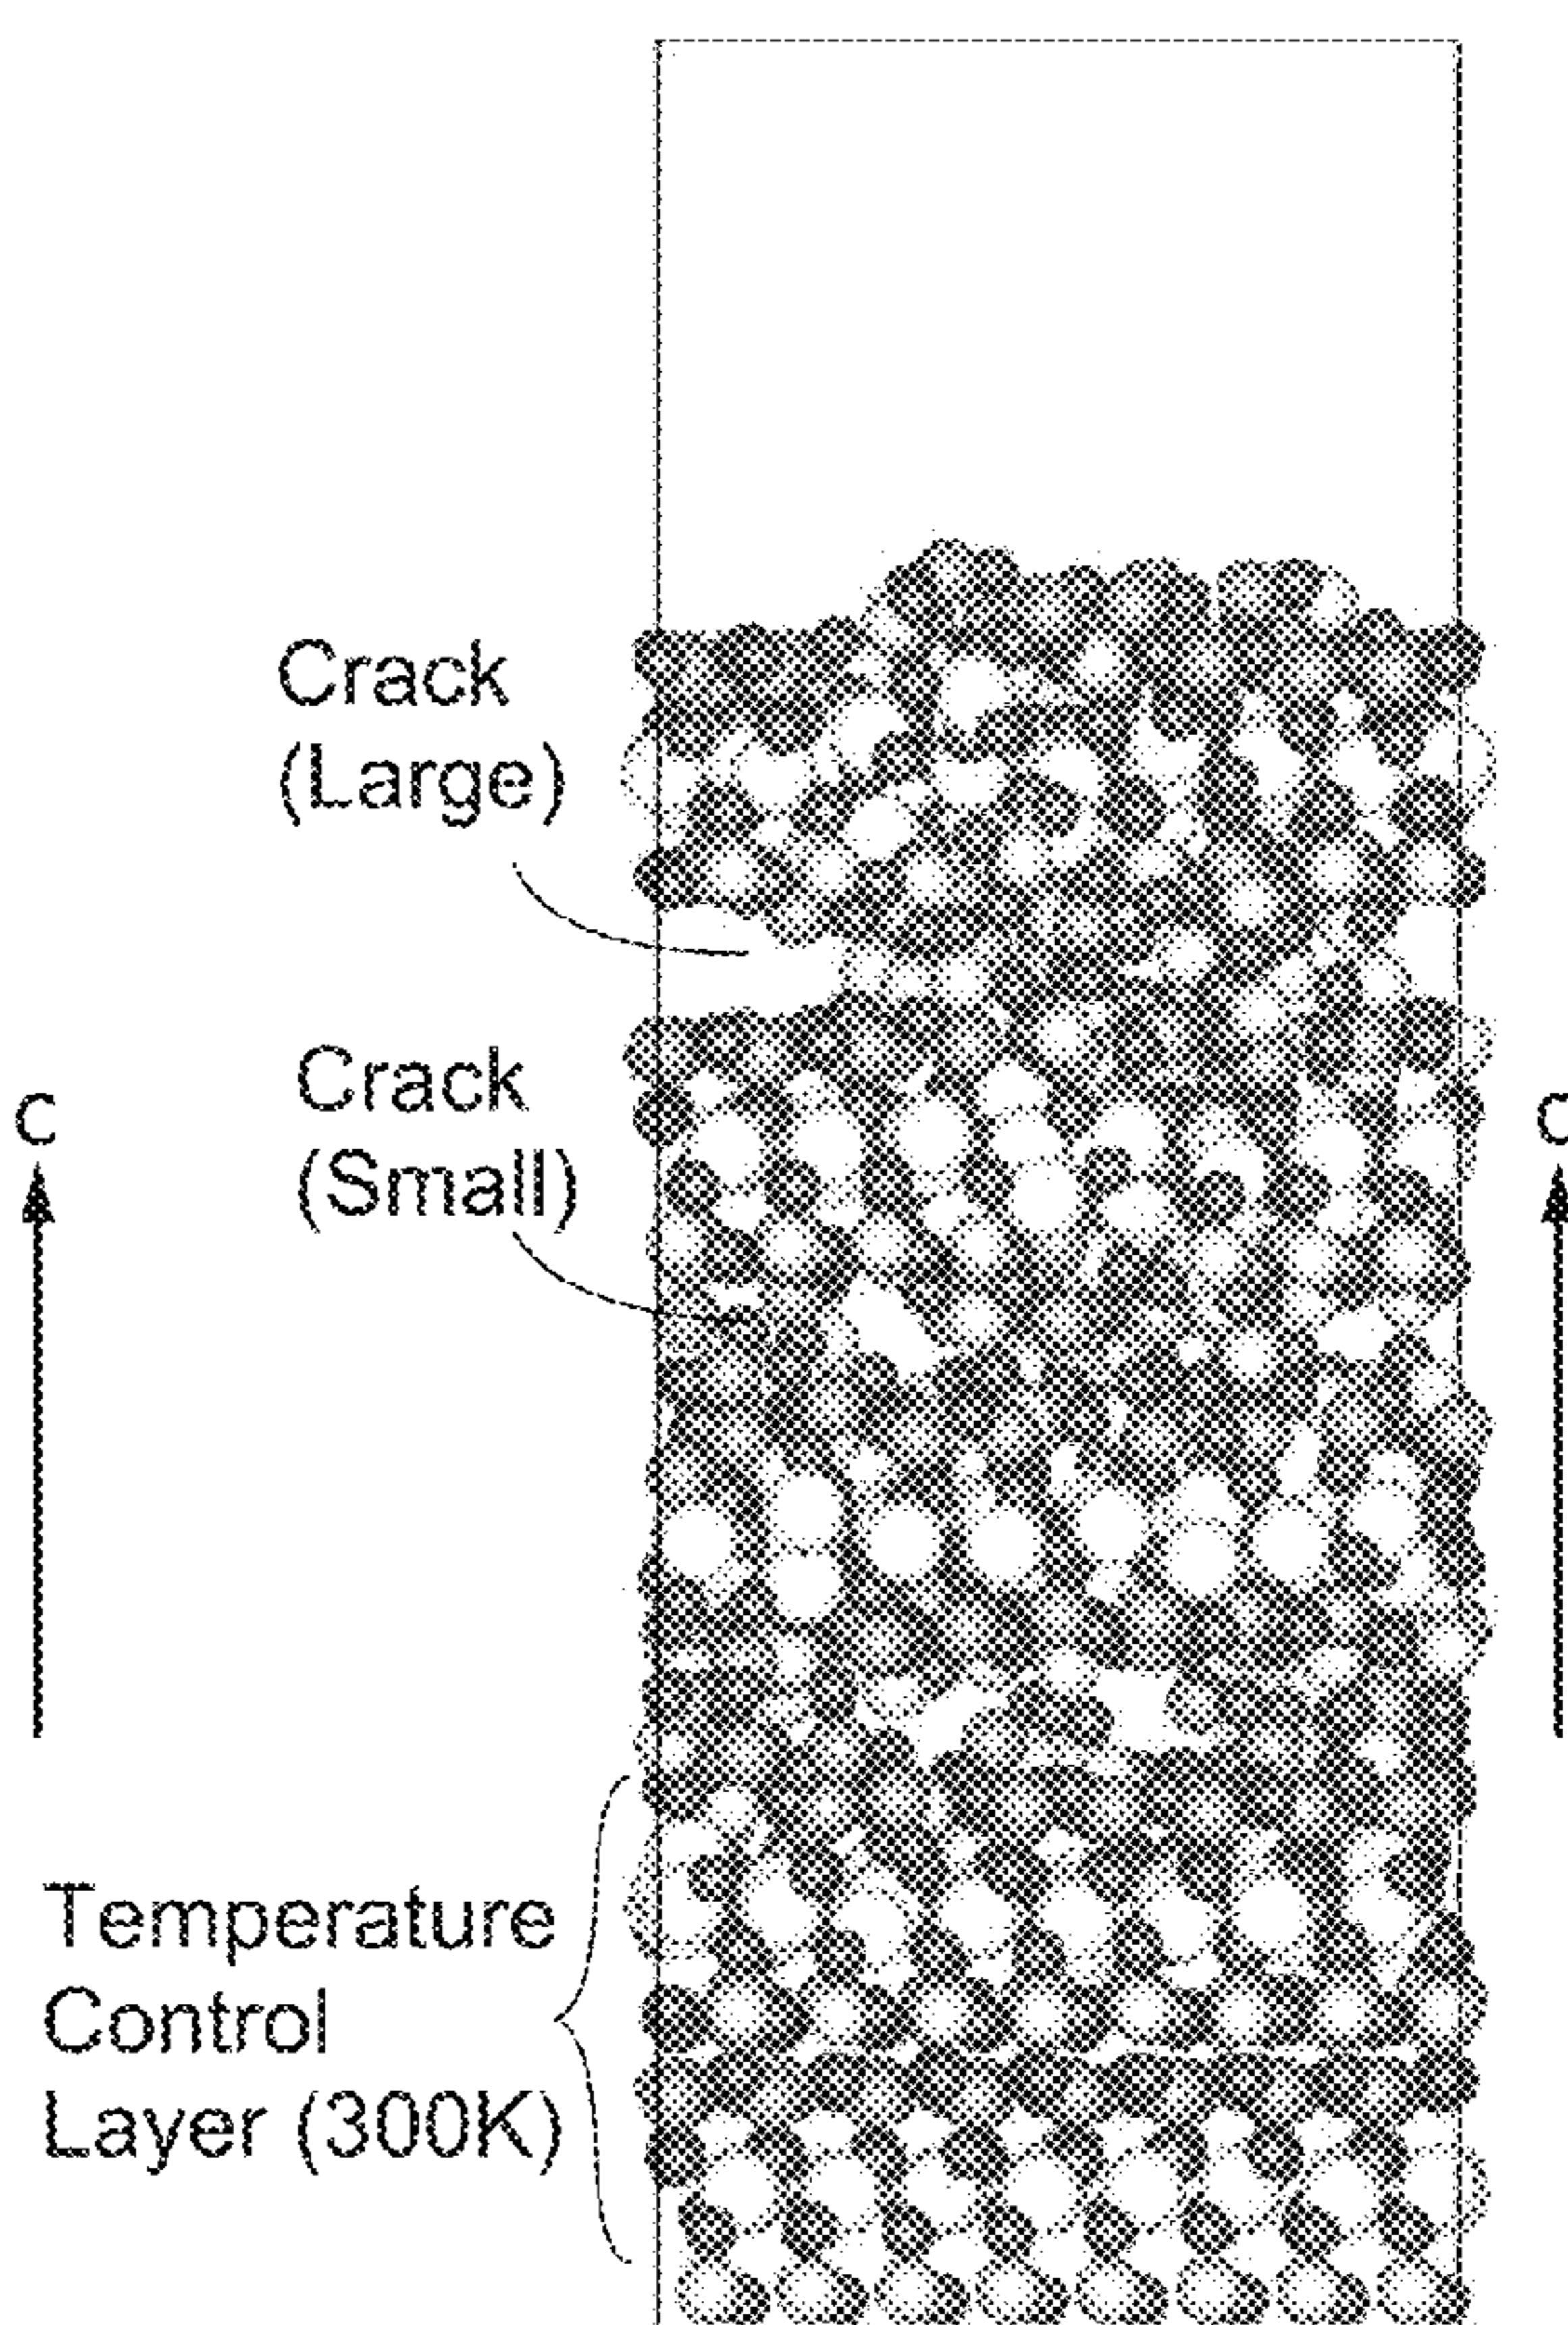 Crack
(Large)
Crack
(Small)
c
c
Temperature
Control
Layer (300K)